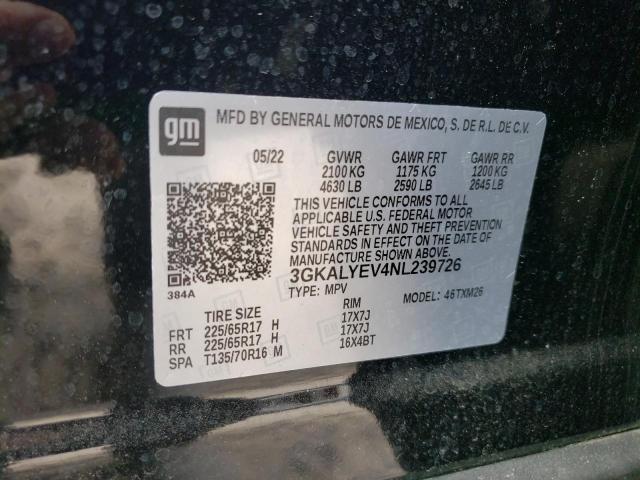 gm
MFD BY GENERAL MOTORS DE MEXICO, S. DE R.L. DE C.V.
05/22 GVWR GAWR FRT GAWR RR
2100 KG 1175 KG 1200 KG
4630 LB 2590 LB 2645 LB
THIS VEHICLE CONFORMS TO ALL
APPLICABLE U.S. FEDERAL MOTOR
VEHICLE SAFETY AND THEFT PREVENTION
STANDARDS IN EFFECT ON THE DATE OF
MANUFACTURE SHOWN ABOVE.
3GKALYEV4NL239726
384A
TYPE: MPV MODEL: 46TXM26
TIRE SIZE RIM
FRT 225/65R17 H 17X7J
RR 225/65R17 H 17X7J
SPA T135/70R16 M 16X4BT